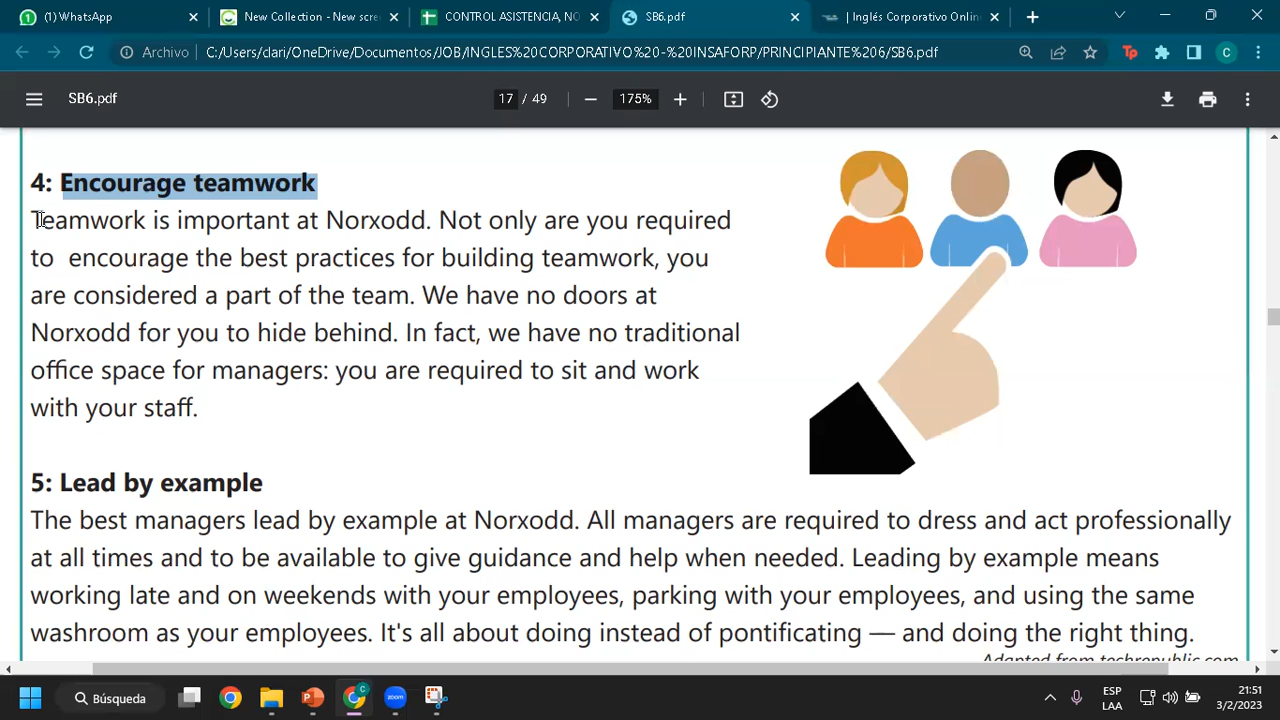 (1) WhatsApp
New Collection - New scre
CONTROL ASISTENCIA, NO
SB6.pdf
| Inglés Corporativo Onlin
Archivo
C:/Users/clari/OneDrive/Documentos/JOB/INGLES%20CORPORATIVO%20-%20INSAFORP/PRINCIPIANTE%206/SB6.pdf
C
SB6.pdf
17 / 49
175%
4: Encourage teamwork
Teamwork is important at Norxodd. Not only are you required
to encourage the best practices for building teamwork, you
are considered a part of the team. We have no doors at
Norxodd for you to hide behind. In fact, we have no traditional
office space for managers: you are required to sit and work
with your staff.
5: Lead by example
The best managers lead by example at Norxodd. All managers are required to dress and act professionally
at all times and to be available to give guidance and help when needed. Leading by example means
working late and on weekends with your employees, parking with your employees, and using the same
washroom as your employees. It's all about doing instead of pontificating — and doing the right thing.
Adapted from techrepublic.com
Búsqueda
zoom
ESP
LAA
21:51
3/2/2023